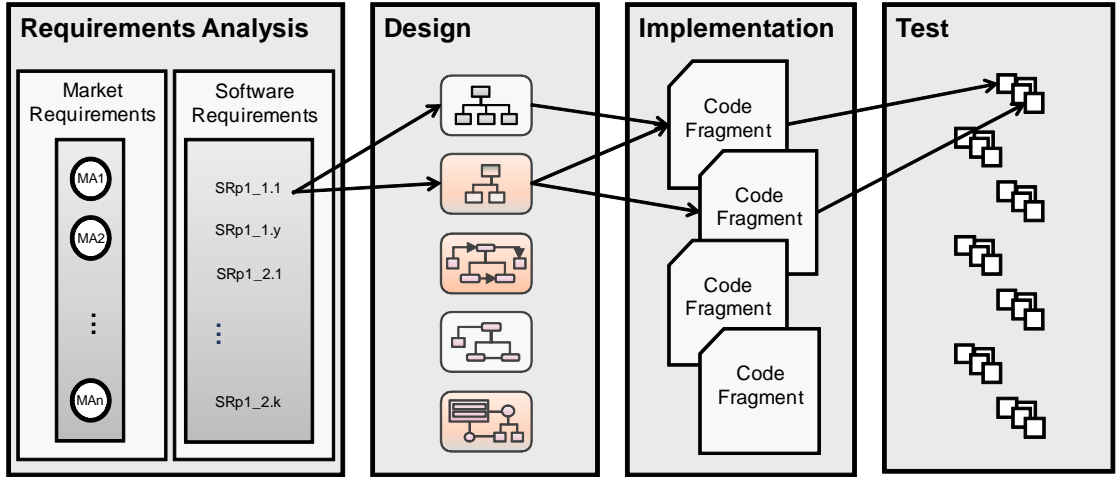 Requirements Analysis
Design
Implementation
Test
Market
Requirements
Software
Requirements
MA1
MA2
⋮
MAn
SRp1_1.1
SRp1_1.y
SRp1_2.1
⋮
SRp1_2.k
Code
Fragment
Code
Fragment
Code
Fragment
Code
Fragment